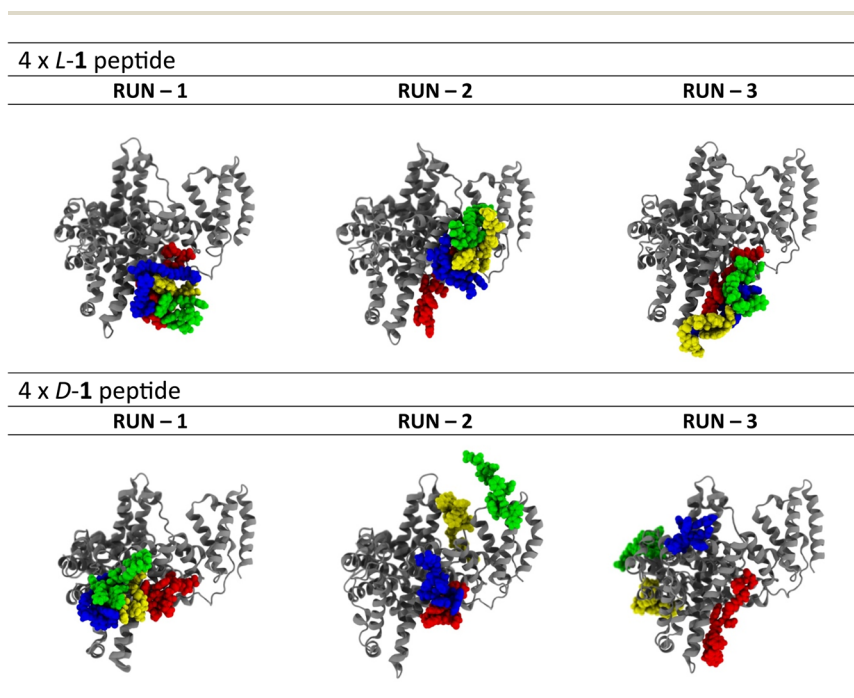 4 x L-1 peptide
RUN – 1 RUN – 2 RUN – 3
4 x D-1 peptide
RUN – 1 RUN – 2 RUN – 3